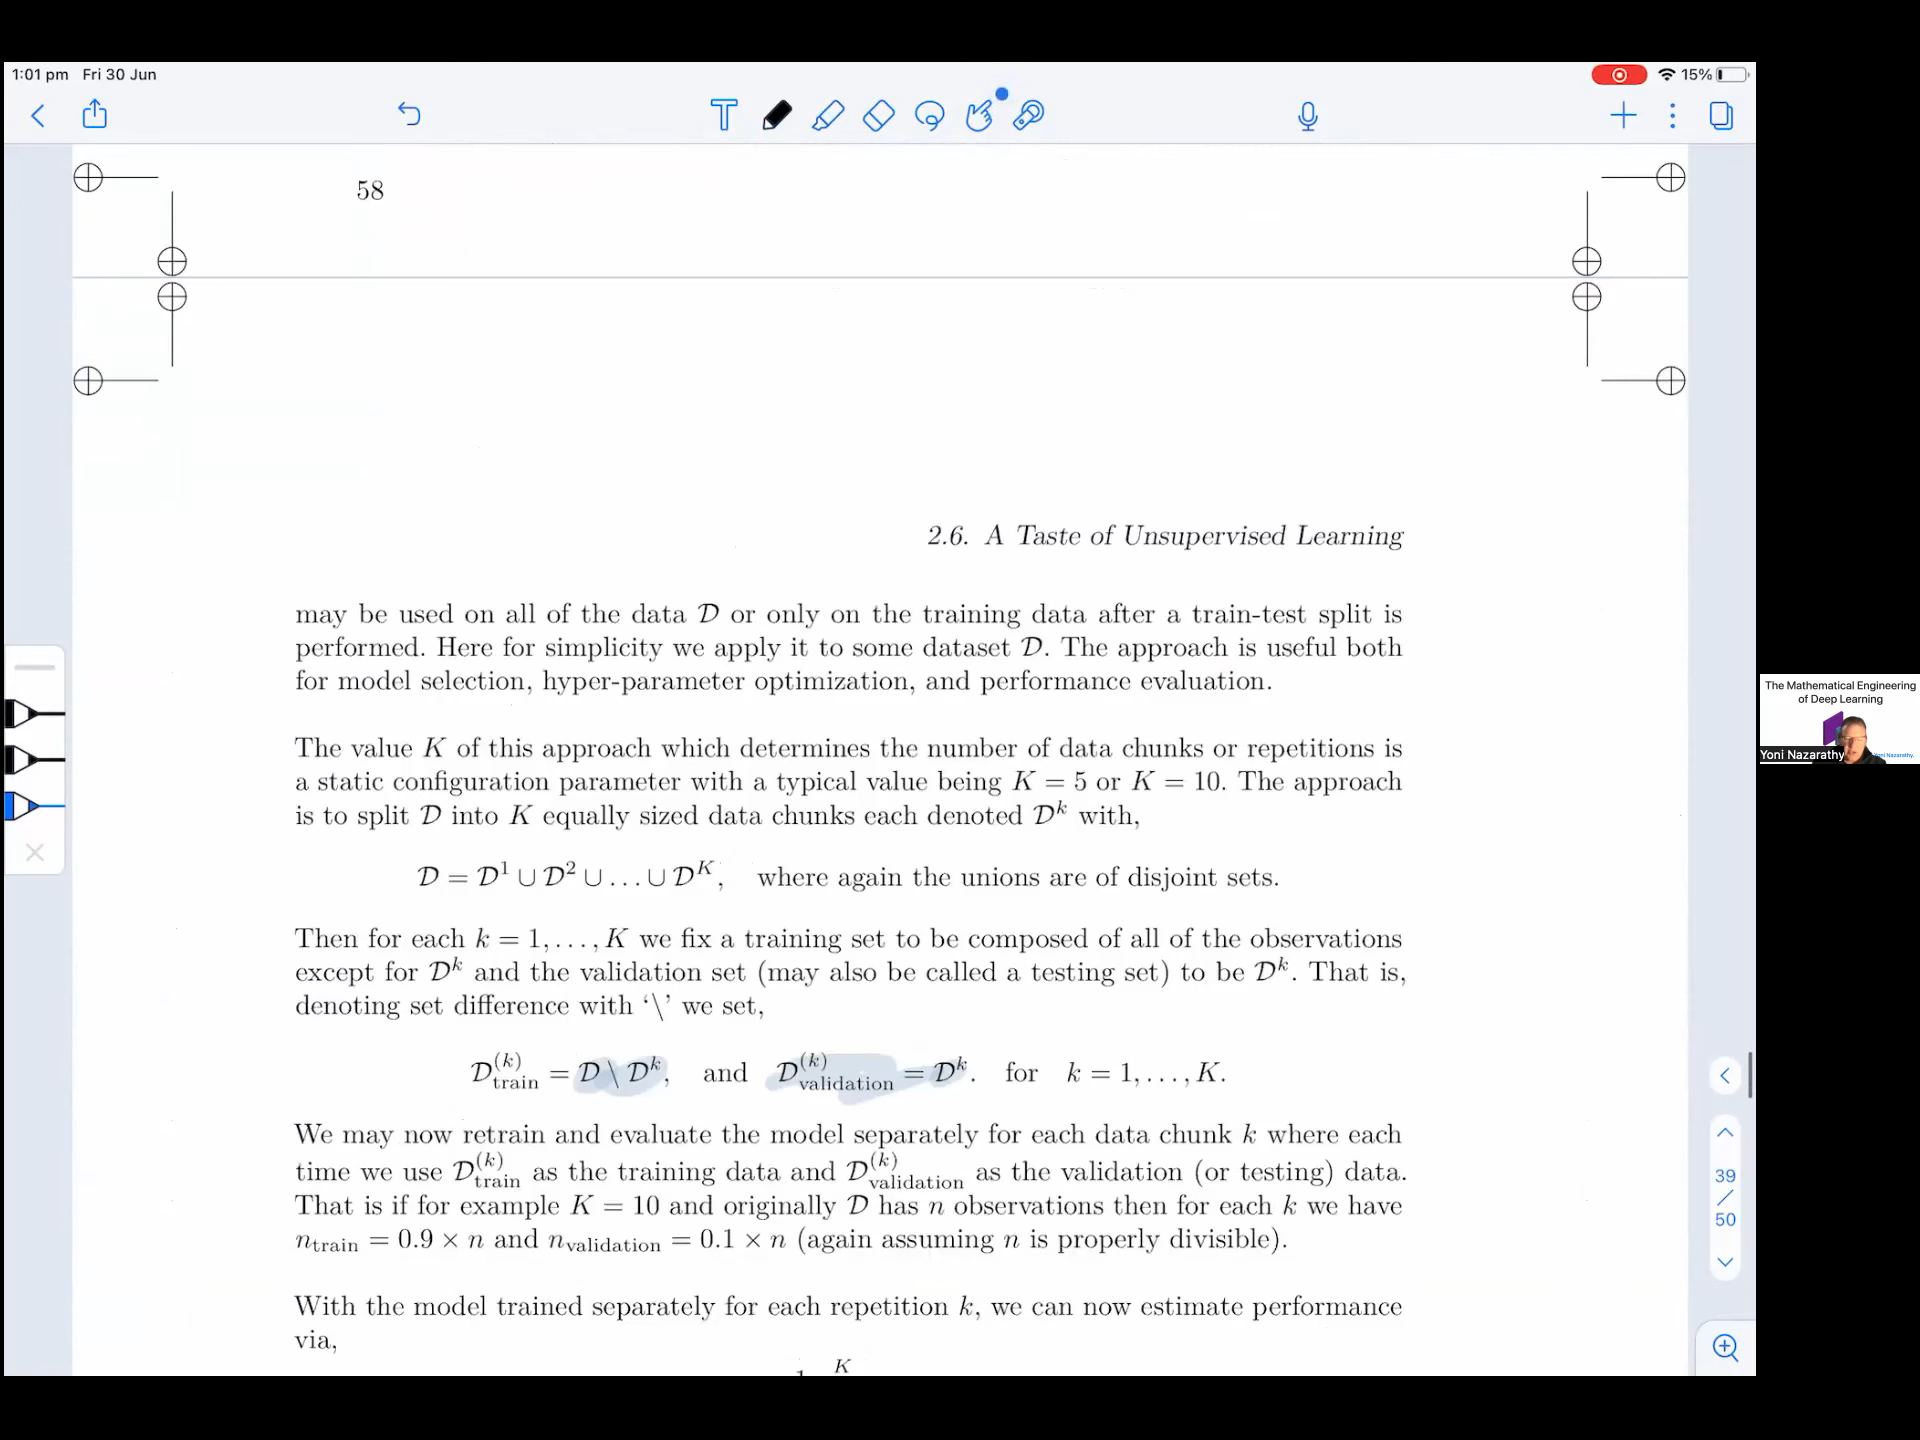 1:01 pm Fri 30 Jun
15%
58
2.6. A Taste of Unsupervised Learning
may be used on all of the data 𝒟 or only on the training data after a train-test split is
performed. Here for simplicity we apply it to some dataset 𝒟. The approach is useful both
for model selection, hyper-parameter optimization, and performance evaluation.
The value K of this approach which determines the number of data chunks or repetitions is
a static configuration parameter with a typical value being K = 5 or K = 10. The approach
is to split 𝒟 into K equally sized data chunks each denoted 𝒟^k with,
𝒟 = 𝒟^1 ∪ 𝒟^2 ∪ ... ∪ 𝒟^K, where again the unions are of disjoint sets.
Then for each k = 1, ..., K we fix a training set to be composed of all of the observations
except for 𝒟^k and the validation set (may also be called a testing set) to be 𝒟^k. That is,
denoting set difference with ‘\’ we set,
𝒟_train^(k) = 𝒟 \ 𝒟^k, and 𝒟_validation^(k) = 𝒟^k. for k = 1, ..., K.
We may now retrain and evaluate the model separately for each data chunk k where each
time we use 𝒟_train^(k) as the training data and 𝒟_validation^(k) as the validation (or testing) data.
That is if for example K = 10 and originally 𝒟 has n observations then for each k we have
n_train = 0.9 × n and n_validation = 0.1 × n (again assuming n is properly divisible).
With the model trained separately for each repetition k, we can now estimate performance
via,
K
39
/
50
The Mathematical Engineering
of Deep Learning
Yoni Nazarathy
Yoni Nazarathy